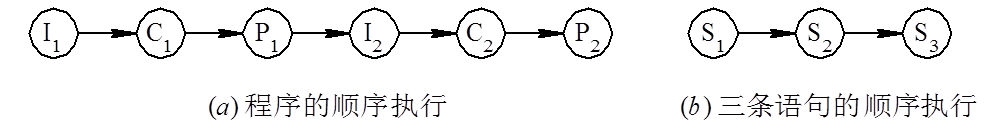 I₁ C₁ P₁ I₂ C₂ P₂ S₁ S₂ S₃
(a) 程序的顺序执行 (b) 三条语句的顺序执行